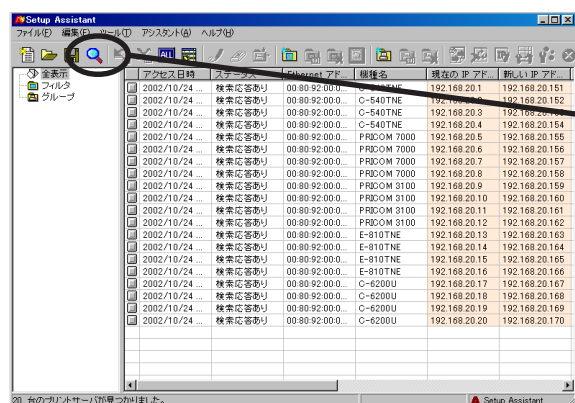 Setup Assistant
ファイル(F) 編集(E) ツール(T) アシスタント(A) ヘルプ(H)
全表示
フィルタ
グループ
アクセス日時 ステータス Ethernet アド... 機種名 現在の IP アド... 新しい IP アド...
2002/10/24 ... 検索応答あり 00:80:92:00:0... 192.168.20.1 192.168.20.151
2002/10/24 ... 検索応答あり 00:80:92:00:0... C-540TNE 192.168.20.152
2002/10/24 ... 検索応答あり 00:80:92:00:0... C-540TNE 192.168.20.3
2002/10/24 ... 検索応答あり 00:80:92:00:0... C-540TNE 192.168.20.4 192.168.20.154
2002/10/24 ... 検索応答あり 00:80:92:00:0... PRICOM 7000 192.168.20.5 192.168.20.155
2002/10/24 ... 検索応答あり 00:80:92:00:0... PRICOM 7000 192.168.20.6 192.168.20.156
2002/10/24 ... 検索応答あり 00:80:92:00:0... PRICOM 7000 192.168.20.7 192.168.20.157
2002/10/24 ... 検索応答あり 00:80:92:00:0... PRICOM 7000 192.168.20.8 192.168.20.158
2002/10/24 ... 検索応答あり 00:80:92:00:0... PRICOM 3100 192.168.20.9 192.168.20.159
2002/10/24 ... 検索応答あり 00:80:92:00:0... PRICOM 3100 192.168.20.10 192.168.20.160
2002/10/24 ... 検索応答あり 00:80:92:00:0... PRICOM 3100 192.168.20.11 192.168.20.161
2002/10/24 ... 検索応答あり 00:80:92:00:0... PRICOM 3100 192.168.20.12 192.168.20.162
2002/10/24 ... 検索応答あり 00:80:92:00:0... E-810TNE 192.168.20.13 192.168.20.163
2002/10/24 ... 検索応答あり 00:80:92:00:0... E-810TNE 192.168.20.14 192.168.20.164
2002/10/24 ... 検索応答あり 00:80:92:00:0... E-810TNE 192.168.20.15 192.168.20.165
2002/10/24 ... 検索応答あり 00:80:92:00:0... E-810TNE 192.168.20.16 192.168.20.166
2002/10/24 ... 検索応答あり 00:80:92:00:0... C-6200U 192.168.20.17 192.168.20.167
2002/10/24 ... 検索応答あり 00:80:92:00:0... C-6200U 192.168.20.18 192.168.20.168
2002/10/24 ... 検索応答あり 00:80:92:00:0... C-6200U 192.168.20.19 192.168.20.169
2002/10/24 ... 検索応答あり 00:80:92:00:0... C-6200U 192.168.20.20 192.168.20.170
20 台のプリントサーバが見つかりました。 Setup Assistant